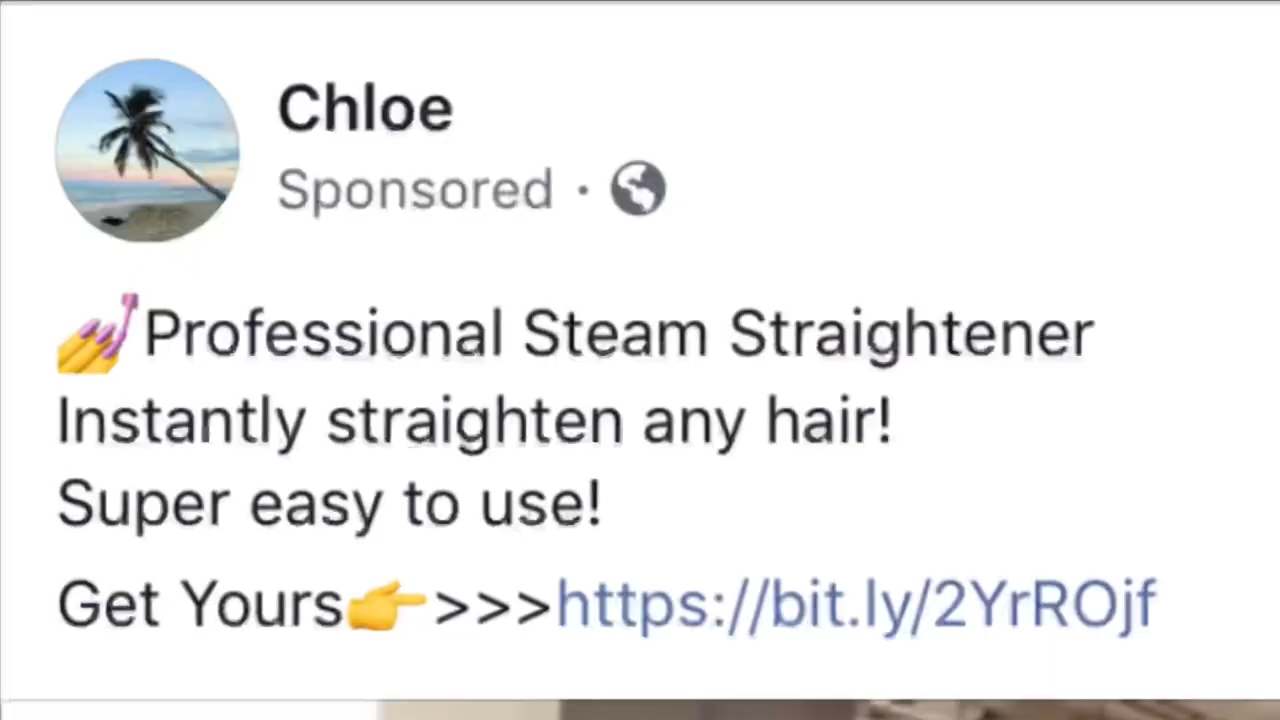 Chloe
Sponsored ·
💅Professional Steam Straightener
Instantly straighten any hair!
Super easy to use!
Get Yours👉>>>https://bit.ly/2YrROjf